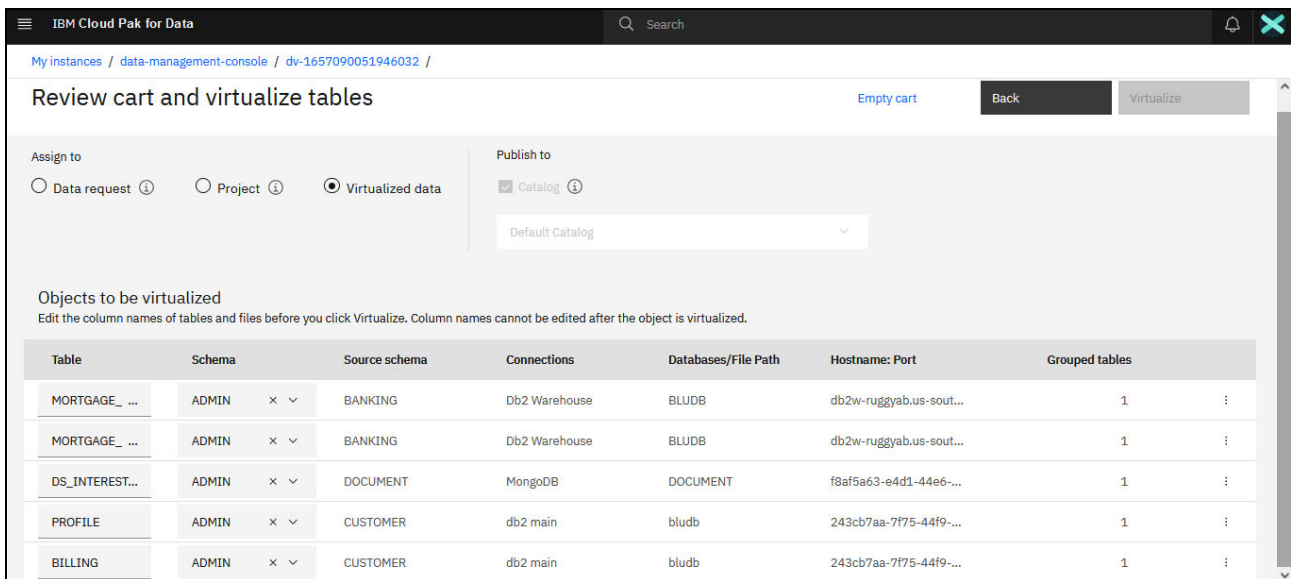 IBM Cloud Pak for Data
Search
My instances / data-management-console / dv-1657090051946032 /
Review cart and virtualize tables
Empty cart
Back
Virtualize
Assign to
Data request
Project
Virtualized data
Publish to
Catalog
Default Catalog
Objects to be virtualized
Edit the column names of tables and files before you click Virtualize. Column names cannot be edited after the object is virtualized.
Table Schema Source schema Connections Databases/File Path Hostname: Port Grouped tables
MORTGAGE_ ... ADMIN BANKING Db2 Warehouse BLUDB db2w-ruggyab.us-sout... 1
MORTGAGE_ ... ADMIN BANKING Db2 Warehouse BLUDB db2w-ruggyab.us-sout... 1
DS_INTEREST... ADMIN DOCUMENT MongoDB DOCUMENT f8af5a63-e4d1-44e6-... 1
PROFILE ADMIN CUSTOMER db2 main bludb 243cb7aa-7f75-44f9-... 1
BILLING ADMIN CUSTOMER db2 main bludb 243cb7aa-7f75-44f9-... 1